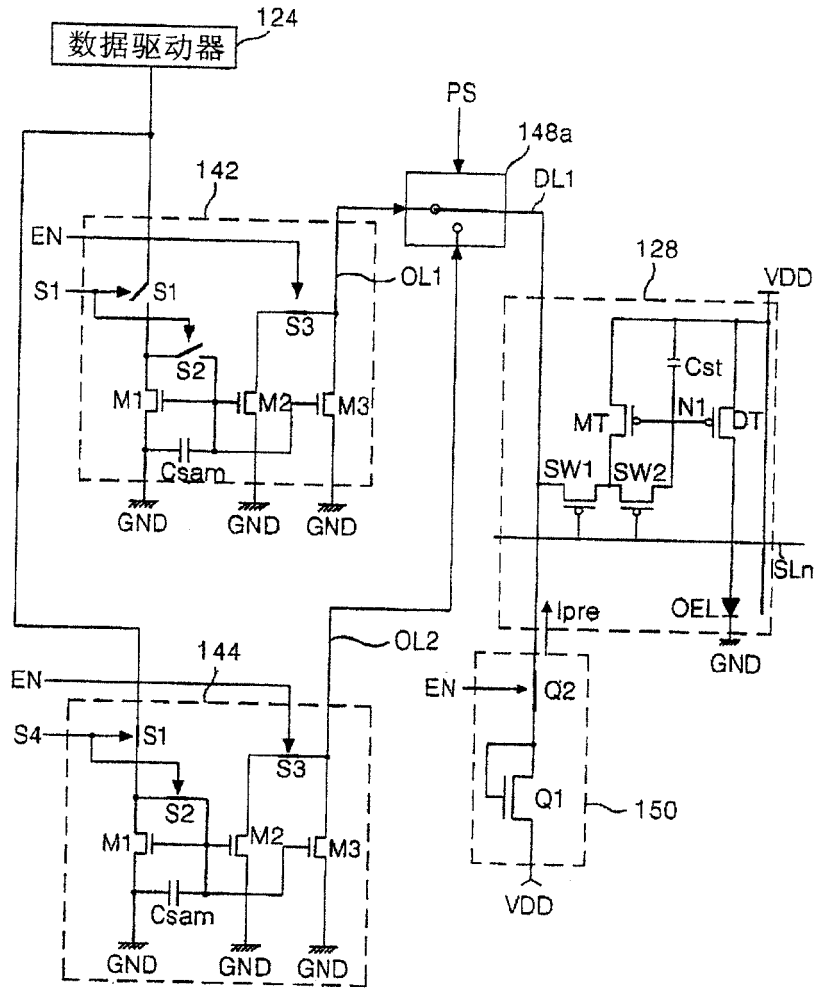 124
数据驱动器
PS
148a
DL1
142
EN
OL1
128
VDD
S1
S1
S3
S2
Cst
M1
M2
M3
MT
N1
DT
Csam
SW1
SW2
GND
GND
GND
SLn
Ipre
OEL
OL2
GND
144
EN
EN
Q2
S4
S1
S3
S2
Q1
150
M1
M2
M3
Csam
VDD
GND
GND
GND